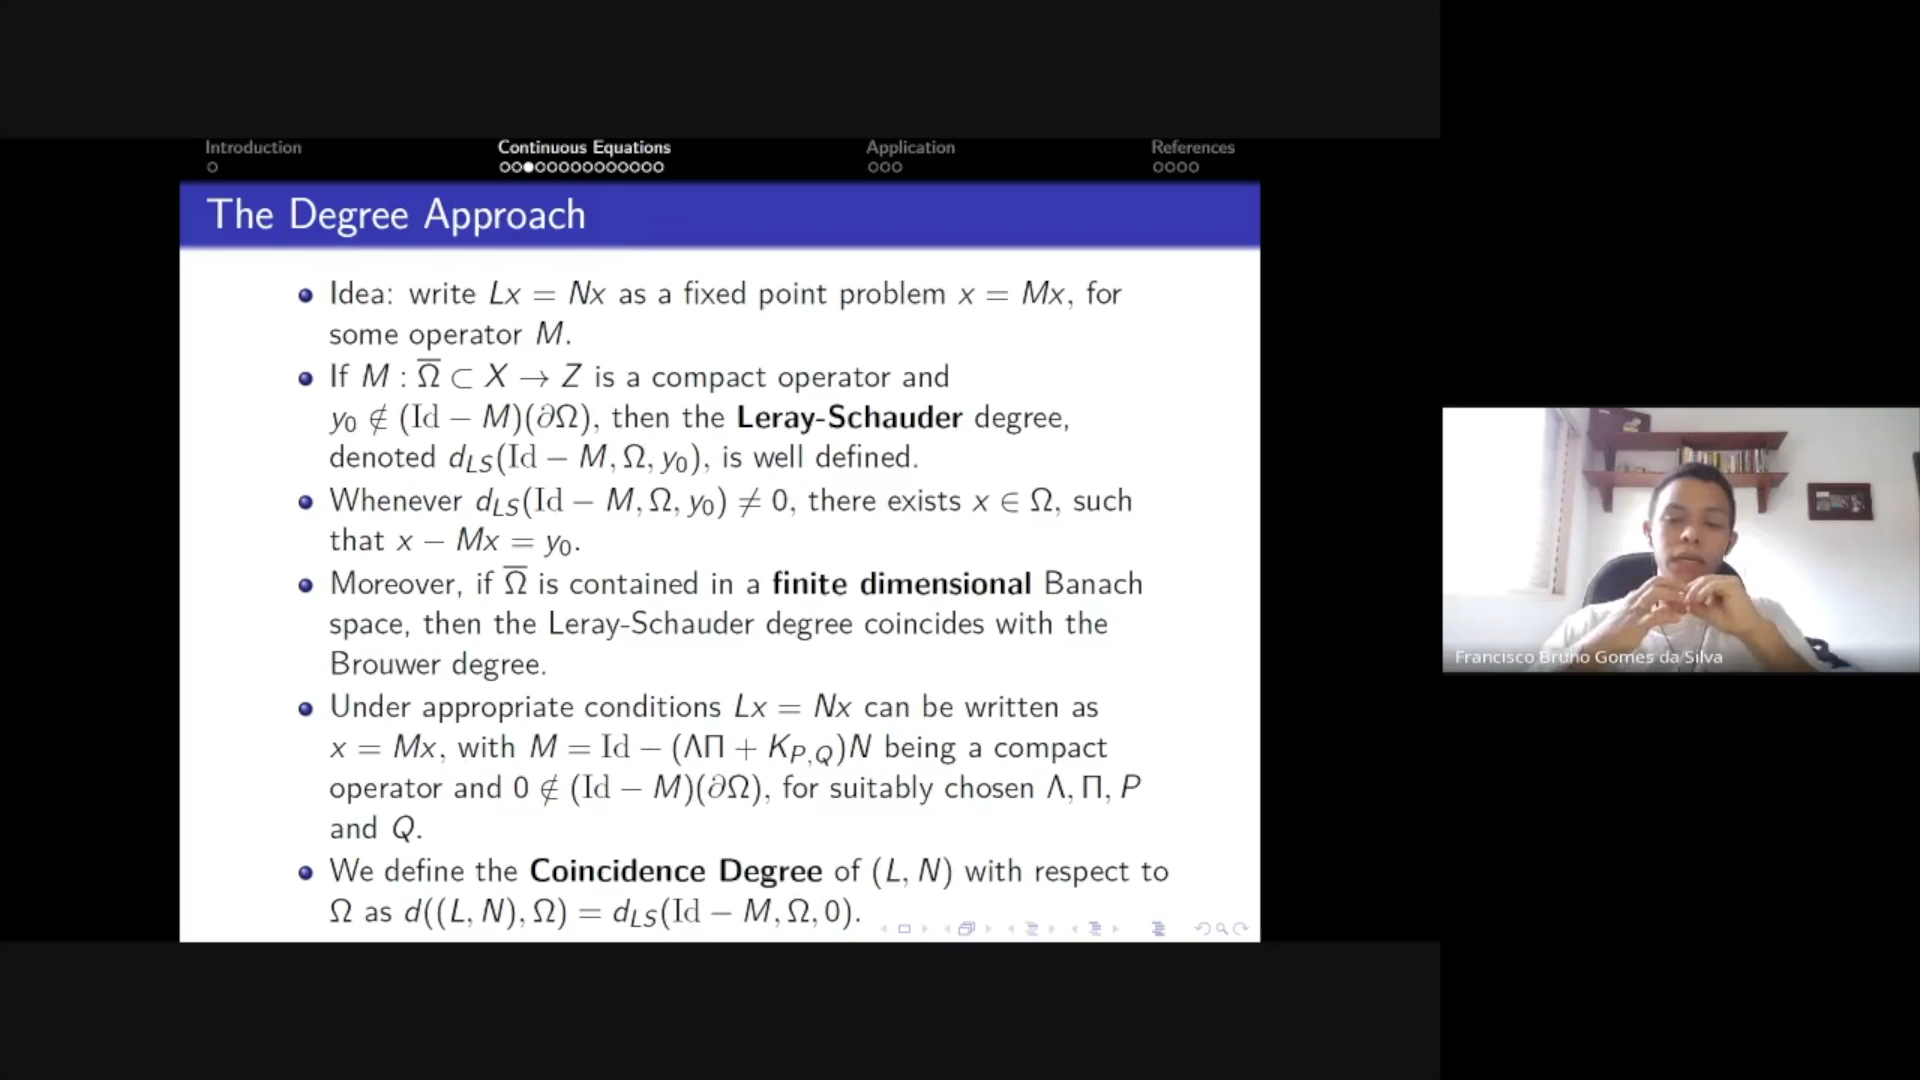 Introduction
Continuous Equations
Application
References
The Degree Approach
Idea: write Lx = Nx as a fixed point problem x = Mx, for
some operator M.
If M : Ω̅ ⊂ X → Z is a compact operator and
y₀ ∉ (Id − M)(∂Ω), then the Leray-Schauder degree,
denoted d_LS(Id − M, Ω, y₀), is well defined.
Whenever d_LS(Id − M, Ω, y₀) ≠ 0, there exists x ∈ Ω, such
that x − Mx = y₀.
Moreover, if Ω̅ is contained in a finite dimensional Banach
space, then the Leray-Schauder degree coincides with the
Brouwer degree.
Under appropriate conditions Lx = Nx can be written as
x = Mx, with M = Id − (ΛΠ + K_P,Q)N being a compact
operator and 0 ∉ (Id − M)(∂Ω), for suitably chosen Λ, Π, P
and Q.
We define the Coincidence Degree of (L, N) with respect to
Ω as d((L, N), Ω) = d_LS(Id − M, Ω, 0).
Francisco Bruno Gomes da Silva